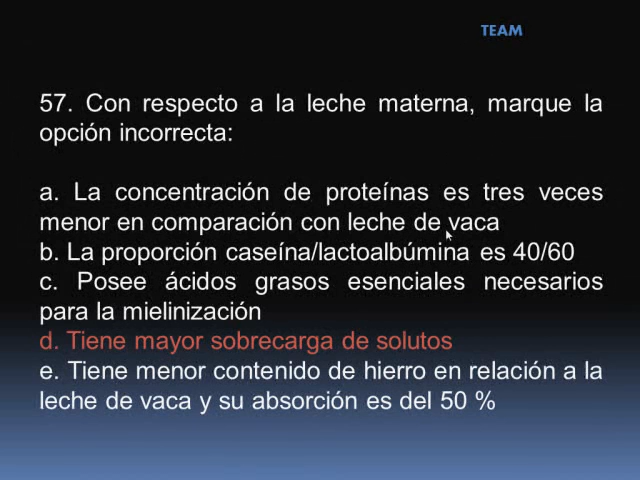 TEAM
57. Con respecto a la leche materna, marque la
opción incorrecta:
a. La concentración de proteínas es tres veces
menor en comparación con leche de vaca
b. La proporción caseína/lactoalbúmina es 40/60
c. Posee ácidos grasos esenciales necesarios
para la mielinización
d. Tiene mayor sobrecarga de solutos
e. Tiene menor contenido de hierro en relación a la
leche de vaca y su absorción es del 50 %